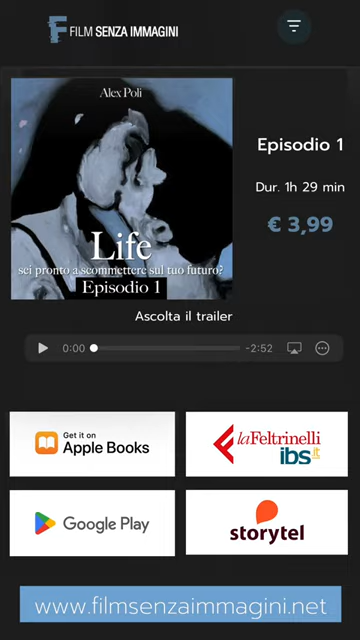 FILM SENZA IMMAGINI
Alex Poli
Life
sei pronto a scommettere sul tuo futuro?
Episodio 1
Episodio 1
Dur. 1h 29 min
€ 3,99
Ascolta il trailer
0:00
-2:52
Get it on
Apple Books
laFeltrinelli
ibs.it
Google Play
storytel
www.filmsenzaimmagini.net